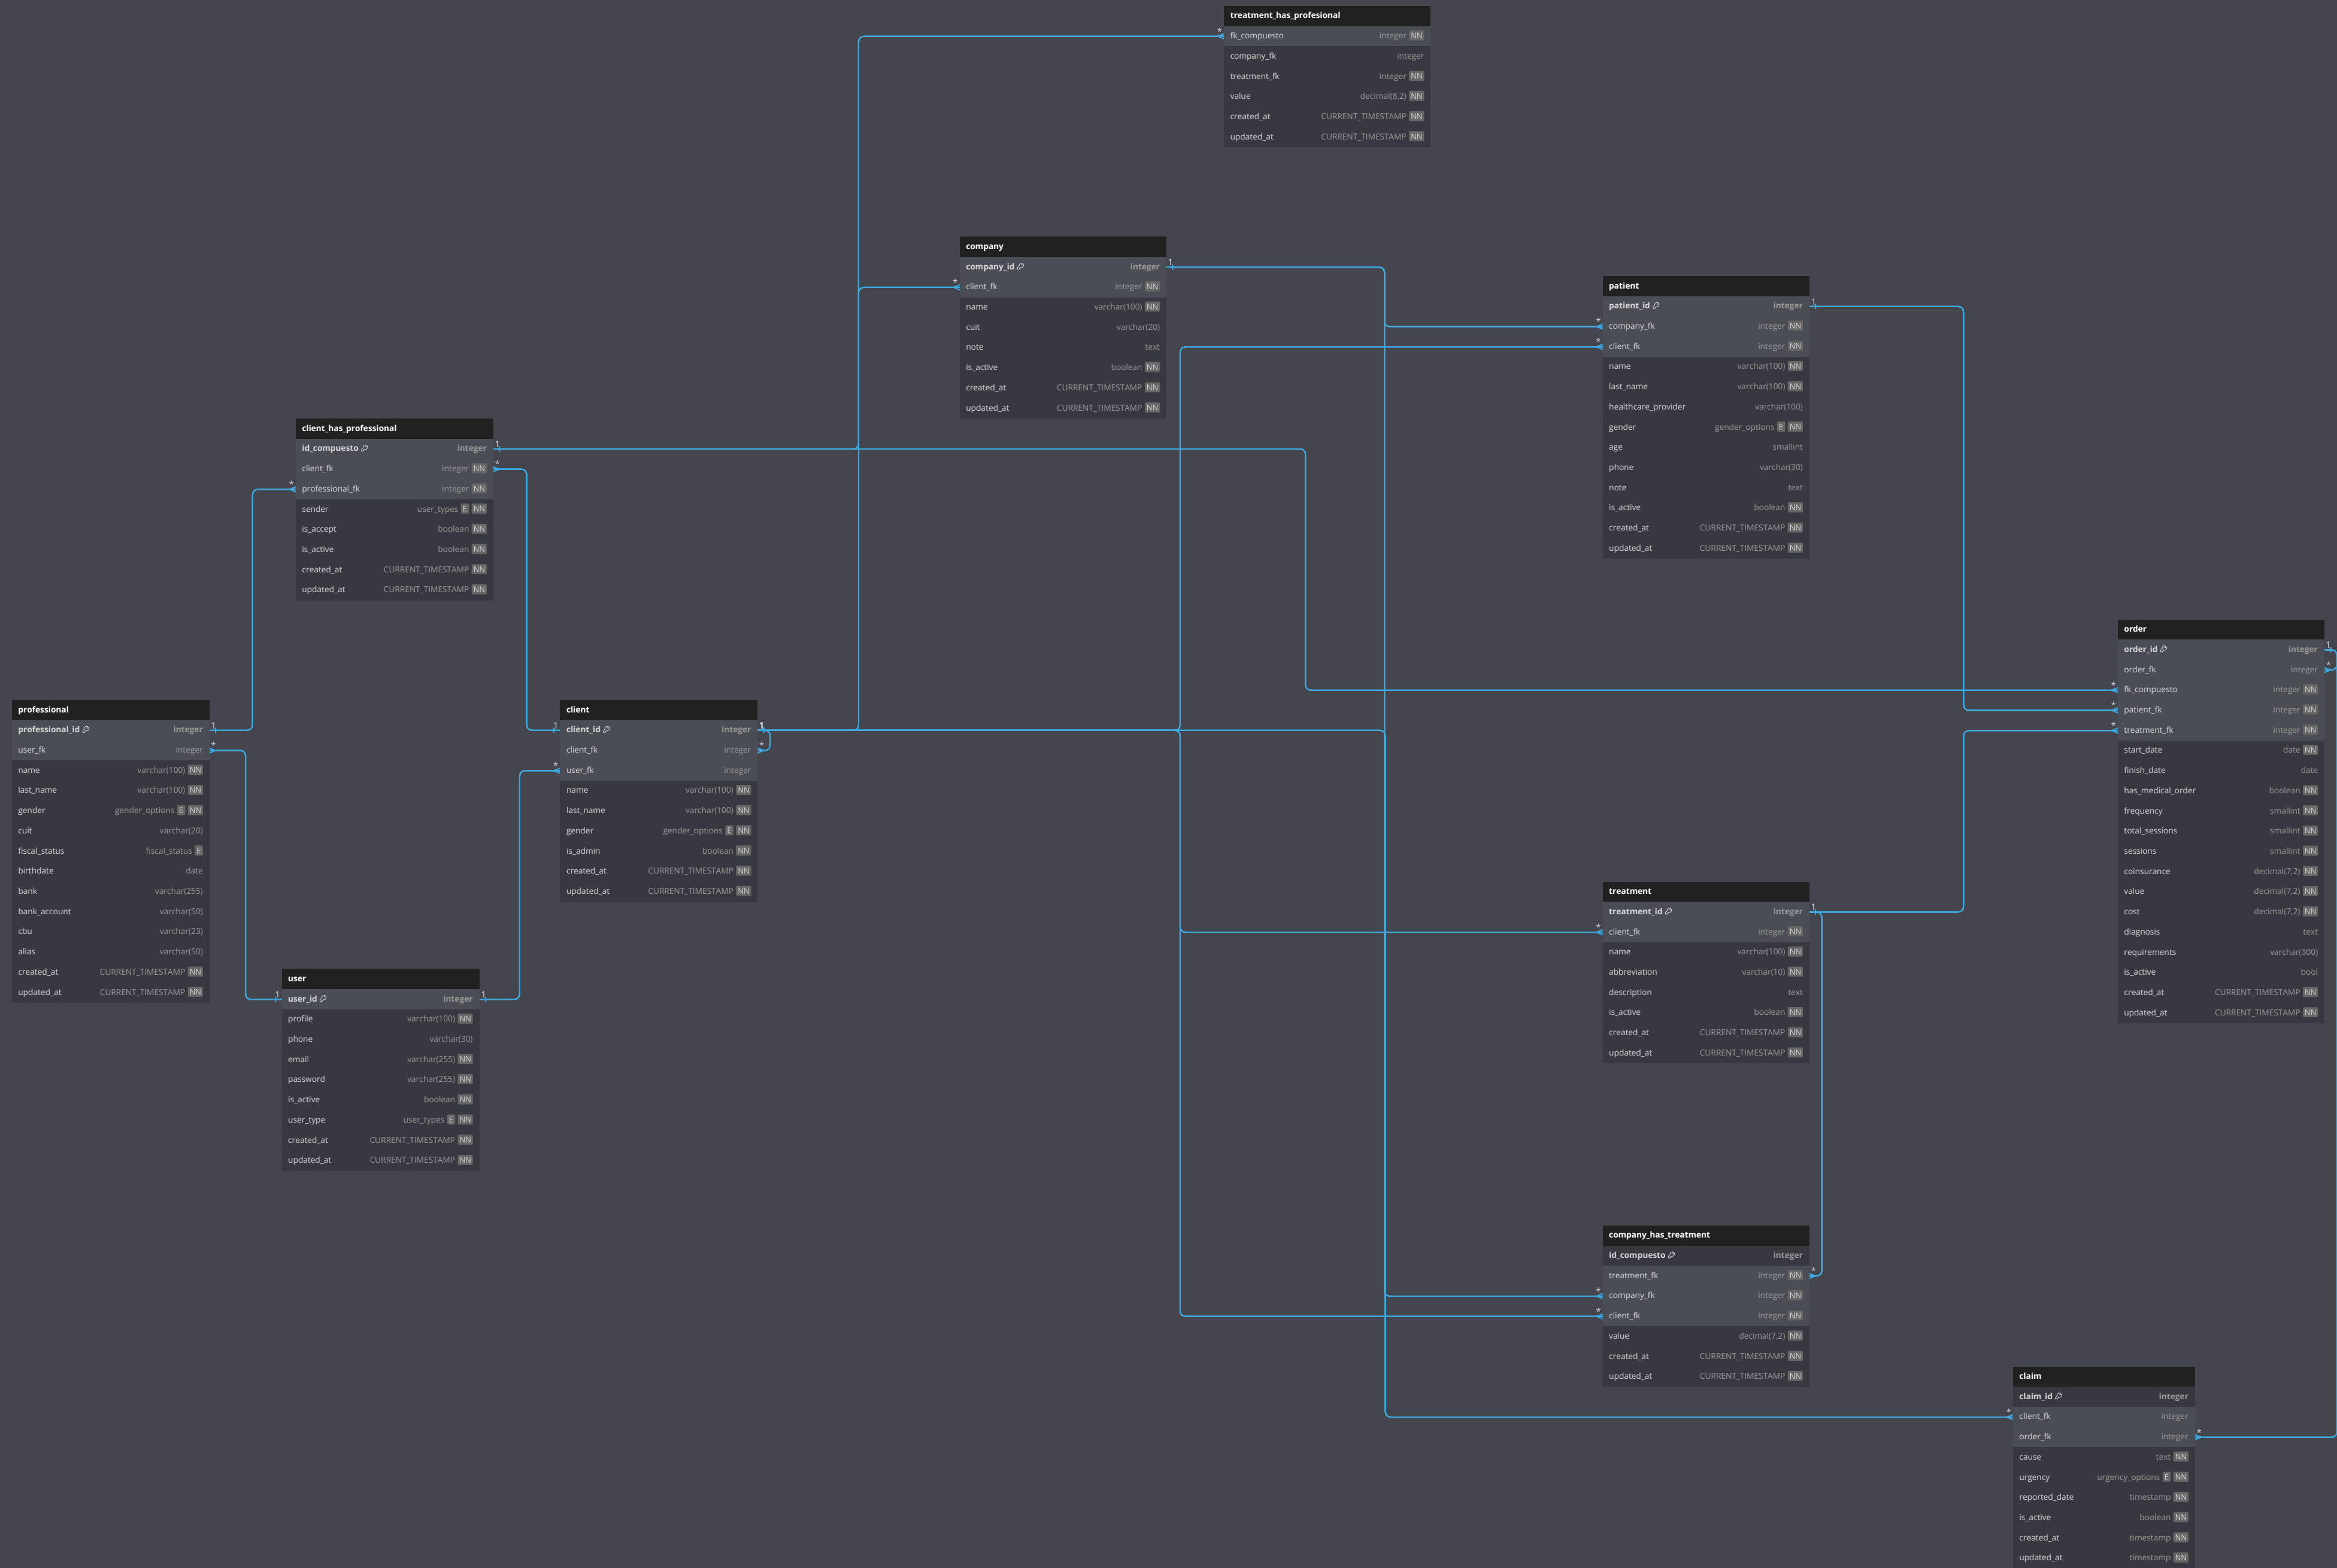 treatment_has_profesional
*
fk_compuesto integer NN
company_fk integer
treatment_fk integer NN
value decimal(8,2) NN
created_at CURRENT_TIMESTAMP NN
updated_at CURRENT_TIMESTAMP NN
company
company_id integer 1
* client_fk integer NN
name varchar(100) NN
cuit varchar(20)
note text
is_active boolean NN
created_at CURRENT_TIMESTAMP NN
updated_at CURRENT_TIMESTAMP NN
patient
patient_id integer 1
* company_fk integer NN
* client_fk integer NN
name varchar(100) NN
last_name varchar(100) NN
healthcare_provider varchar(100)
gender gender_options E NN
age smallint
phone varchar(30)
note text
is_active boolean NN
created_at CURRENT_TIMESTAMP NN
updated_at CURRENT_TIMESTAMP NN
client_has_professional
id_compuesto integer 1
client_fk integer NN *
* professional_fk integer NN
sender user_types E NN
is_accept boolean NN
is_active boolean NN
created_at CURRENT_TIMESTAMP NN
updated_at CURRENT_TIMESTAMP NN
order
order_id integer 1
order_fk integer *
* fk_compuesto integer NN
* patient_fk integer NN
* treatment_fk integer NN
start_date date NN
finish_date date
has_medical_order boolean NN
frequency smallint NN
total_sessions smallint NN
sessions smallint NN
coinsurance decimal(7,2) NN
value decimal(7,2) NN
cost decimal(7,2) NN
diagnosis text
requirements varchar(300)
is_active bool
created_at CURRENT_TIMESTAMP NN
updated_at CURRENT_TIMESTAMP NN
professional
professional_id integer 1
user_fk integer *
name varchar(100) NN
last_name varchar(100) NN
gender gender_options E NN
cuit varchar(20)
fiscal_status fiscal_status E
birthdate date
bank varchar(255)
bank_account varchar(50)
cbu varchar(23)
alias varchar(50)
created_at CURRENT_TIMESTAMP NN
updated_at CURRENT_TIMESTAMP NN
client
1 client_id integer 1
client_fk integer *
* user_fk integer
name varchar(100) NN
last_name varchar(100) NN
gender gender_options E NN
is_admin boolean NN
created_at CURRENT_TIMESTAMP NN
updated_at CURRENT_TIMESTAMP NN
user
1 user_id integer 1
profile varchar(100) NN
phone varchar(30)
email varchar(255) NN
password varchar(255) NN
is_active boolean NN
user_type user_types E NN
created_at CURRENT_TIMESTAMP NN
updated_at CURRENT_TIMESTAMP NN
treatment
treatment_id integer 1
* client_fk integer NN
name varchar(100) NN
abbreviation varchar(10) NN
description text
is_active boolean NN
created_at CURRENT_TIMESTAMP NN
updated_at CURRENT_TIMESTAMP NN
company_has_treatment
id_compuesto integer
treatment_fk integer NN *
* company_fk integer NN
* client_fk integer NN
value decimal(7,2) NN
created_at CURRENT_TIMESTAMP NN
updated_at CURRENT_TIMESTAMP NN
claim
claim_id integer
* client_fk integer
order_fk integer *
cause text NN
urgency urgency_options E NN
reported_date timestamp NN
is_active boolean NN
created_at timestamp NN
updated_at timestamp NN